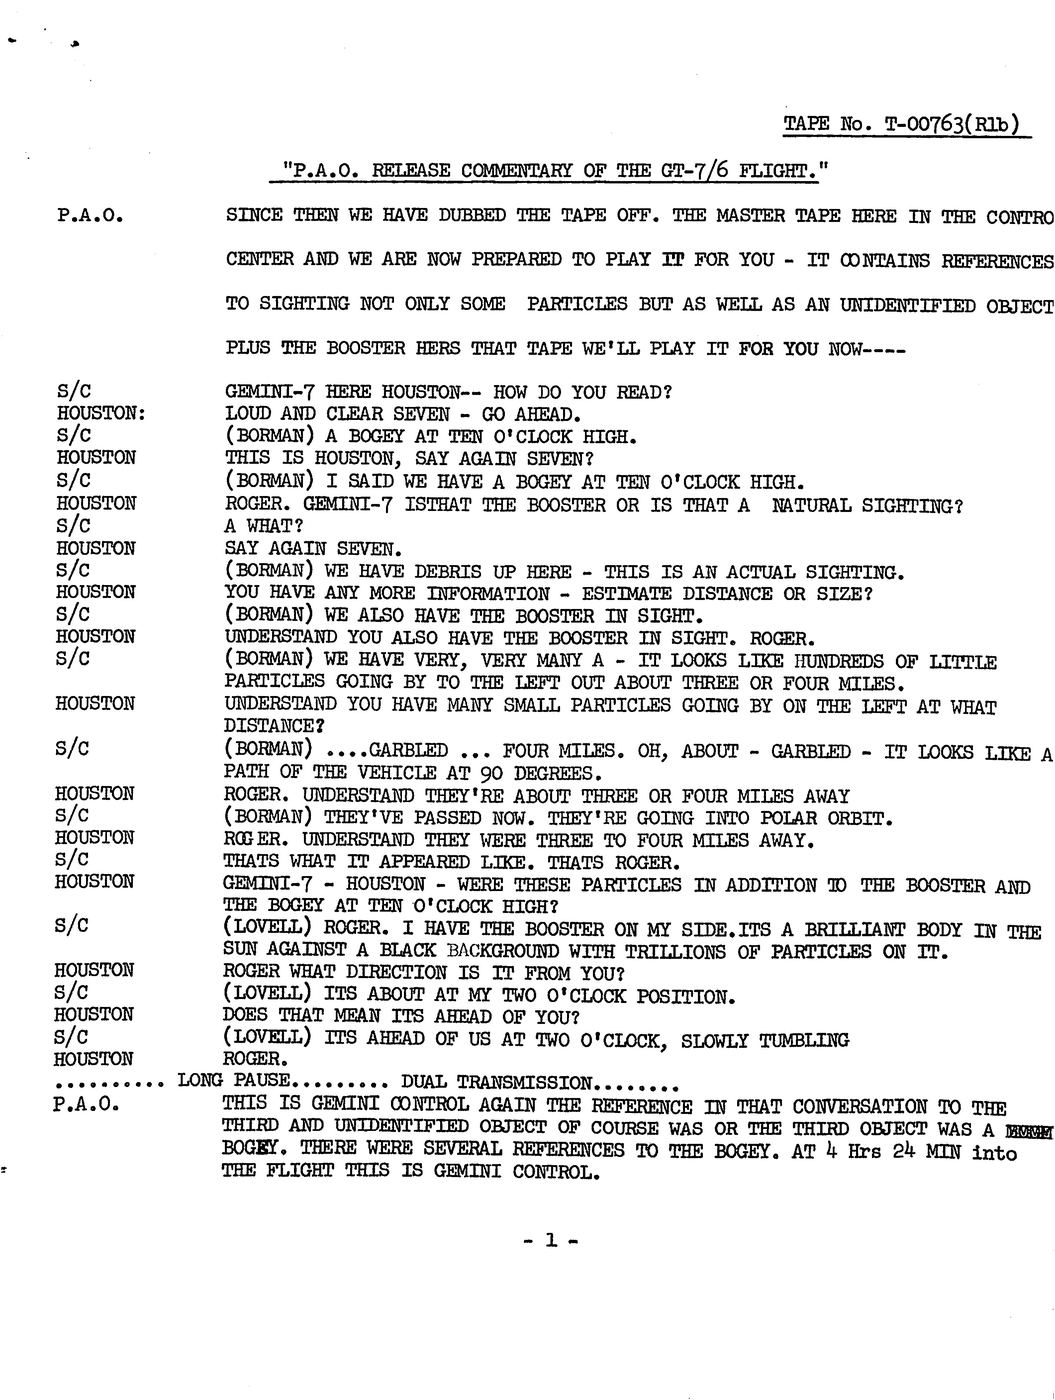 TAPE No. T-00763(R1b)
"P.A.O. RELEASE COMMENTARY OF THE GT-7/6 FLIGHT."
P.A.O. SINCE THEN WE HAVE DUBBED THE TAPE OFF. THE MASTER TAPE HERE IN THE CONTRO
CENTER AND WE ARE NOW PREPARED TO PLAY IT FOR YOU - IT CONTAINS REFERENCES
TO SIGHTING NOT ONLY SOME PARTICLES BUT AS WELL AS AN UNIDENTIFIED OBJECT
PLUS THE BOOSTER HERS THAT TAPE WE'LL PLAY IT FOR YOU NOW----
S/C GEMINI-7 HERE HOUSTON-- HOW DO YOU READ?
HOUSTON: LOUD AND CLEAR SEVEN - GO AHEAD.
S/C (BORMAN) A BOGEY AT TEN O'CLOCK HIGH.
HOUSTON THIS IS HOUSTON, SAY AGAIN SEVEN?
S/C (BORMAN) I SAID WE HAVE A BOGEY AT TEN O'CLOCK HIGH.
HOUSTON ROGER. GEMINI-7 ISTHAT THE BOOSTER OR IS THAT A NATURAL SIGHTING?
S/C A WHAT?
HOUSTON SAY AGAIN SEVEN.
S/C (BORMAN) WE HAVE DEBRIS UP HERE - THIS IS AN ACTUAL SIGHTING.
HOUSTON YOU HAVE ANY MORE INFORMATION - ESTIMATE DISTANCE OR SIZE?
S/C (BORMAN) WE ALSO HAVE THE BOOSTER IN SIGHT.
HOUSTON UNDERSTAND YOU ALSO HAVE THE BOOSTER IN SIGHT. ROGER.
S/C (BORMAN) WE HAVE VERY, VERY MANY A - IT LOOKS LIKE HUNDREDS OF LITTLE
PARTICLES GOING BY TO THE LEFT OUT ABOUT THREE OR FOUR MILES.
HOUSTON UNDERSTAND YOU HAVE MANY SMALL PARTICLES GOING BY ON THE LEFT AT WHAT
DISTANCE?
S/C (BORMAN) ....GARBLED ... FOUR MILES. OH, ABOUT - GARBLED - IT LOOKS LIKE A
PATH OF THE VEHICLE AT 90 DEGREES.
HOUSTON ROGER. UNDERSTAND THEY'RE ABOUT THREE OR FOUR MILES AWAY
S/C (BORMAN) THEY'VE PASSED NOW. THEY'RE GOING INTO POLAR ORBIT.
HOUSTON ROGER. UNDERSTAND THEY WERE THREE TO FOUR MILES AWAY.
S/C THATS WHAT IT APPEARED LIKE. THATS ROGER.
HOUSTON GEMINI-7 - HOUSTON - WERE THESE PARTICLES IN ADDITION TO THE BOOSTER AND
THE BOGEY AT TEN O'CLOCK HIGH?
S/C (LOVELL) ROGER. I HAVE THE BOOSTER ON MY SIDE.ITS A BRILLIANT BODY IN THE
SUN AGAINST A BLACK BACKGROUND WITH TRILLIONS OF PARTICLES ON IT.
HOUSTON ROGER WHAT DIRECTION IS IT FROM YOU?
S/C (LOVELL) ITS ABOUT AT MY TWO O'CLOCK POSITION.
HOUSTON DOES THAT MEAN ITS AHEAD OF YOU?
S/C (LOVELL) ITS AHEAD OF US AT TWO O'CLOCK, SLOWLY TUMBLING
HOUSTON ROGER.
.......... LONG PAUSE......... DUAL TRANSMISSION........
P.A.O. THIS IS GEMINI CONTROL AGAIN THE REFERENCE IN THAT CONVERSATION TO THE
THIRD AND UNIDENTIFIED OBJECT OF COURSE WAS OR THE THIRD OBJECT WAS A
BOGEY. THERE WERE SEVERAL REFERENCES TO THE BOGEY. AT 4 Hrs 24 MIN into
THE FLIGHT THIS IS GEMINI CONTROL.
- 1 -